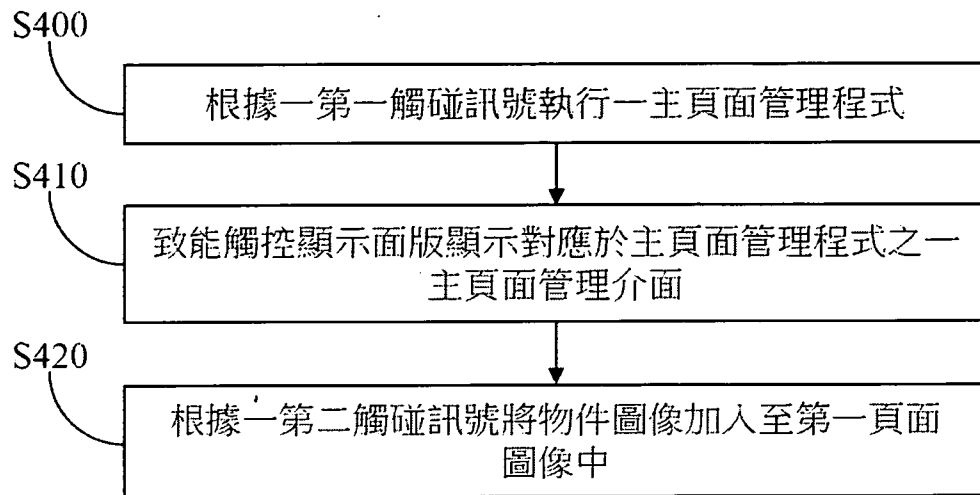 S400
根據一第一觸碰訊號執行一主頁面管理程式
S410
致能觸控顯示面版顯示對應於主頁面管理程式之一
主頁面管理介面
S420
根據一第二觸碰訊號將物件圖像加入至第一頁面
圖像中